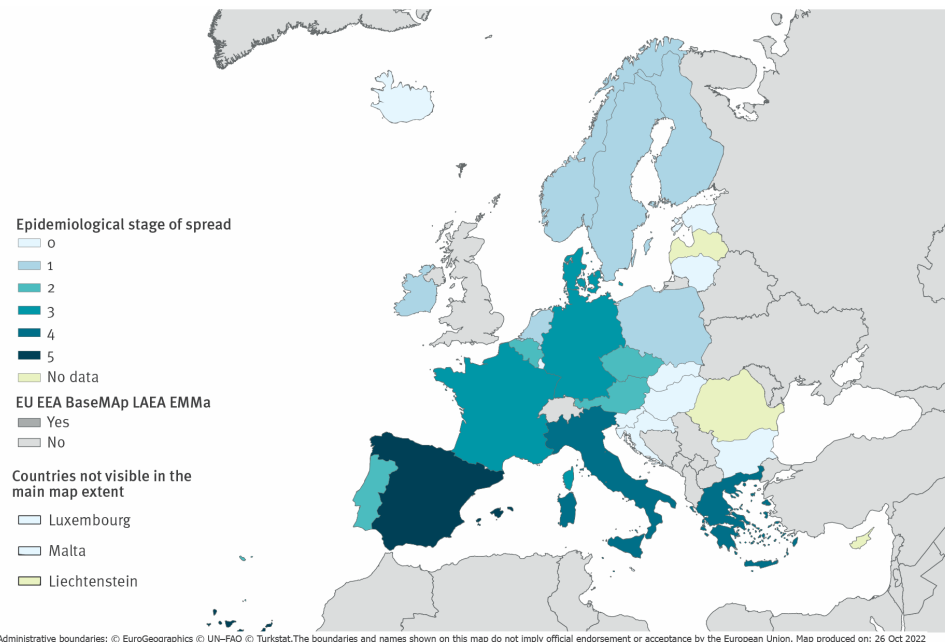 Epidemiological stage of spread
0
1
2
3
4
5
No data
EU EEA BaseMAp LAEA EMMa
Yes
No
Countries not visible in the
main map extent
Luxembourg
Malta
Liechtenstein
Administrative boundaries: © EuroGeographics © UN–FAO © Turkstat.The boundaries and names shown on this map do not imply official endorsement or acceptance by the European Union. Map produced on: 26 Oct 2022